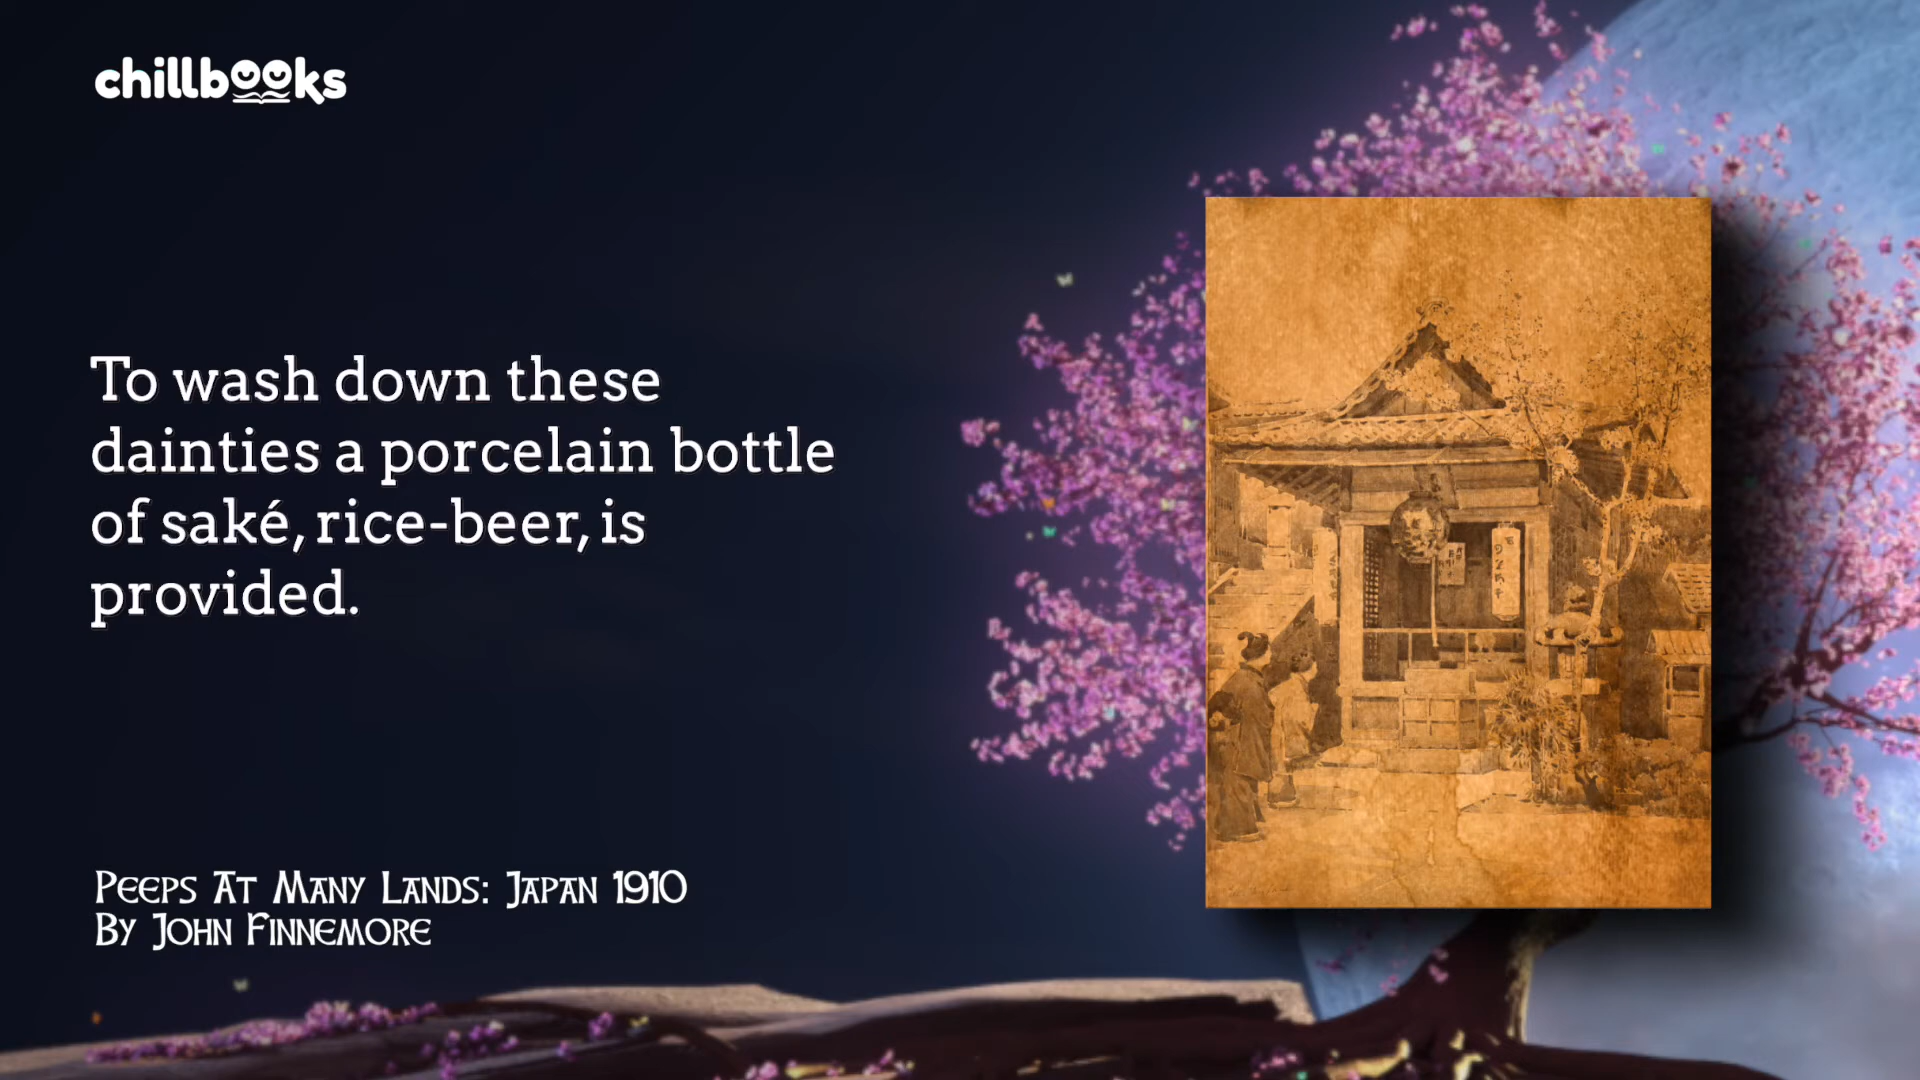 chillbooks
To wash down these
dainties a porcelain bottle
of saké, rice-beer, is
provided.
Peeps At Many Lands: Japan 1910
By John Finnemore